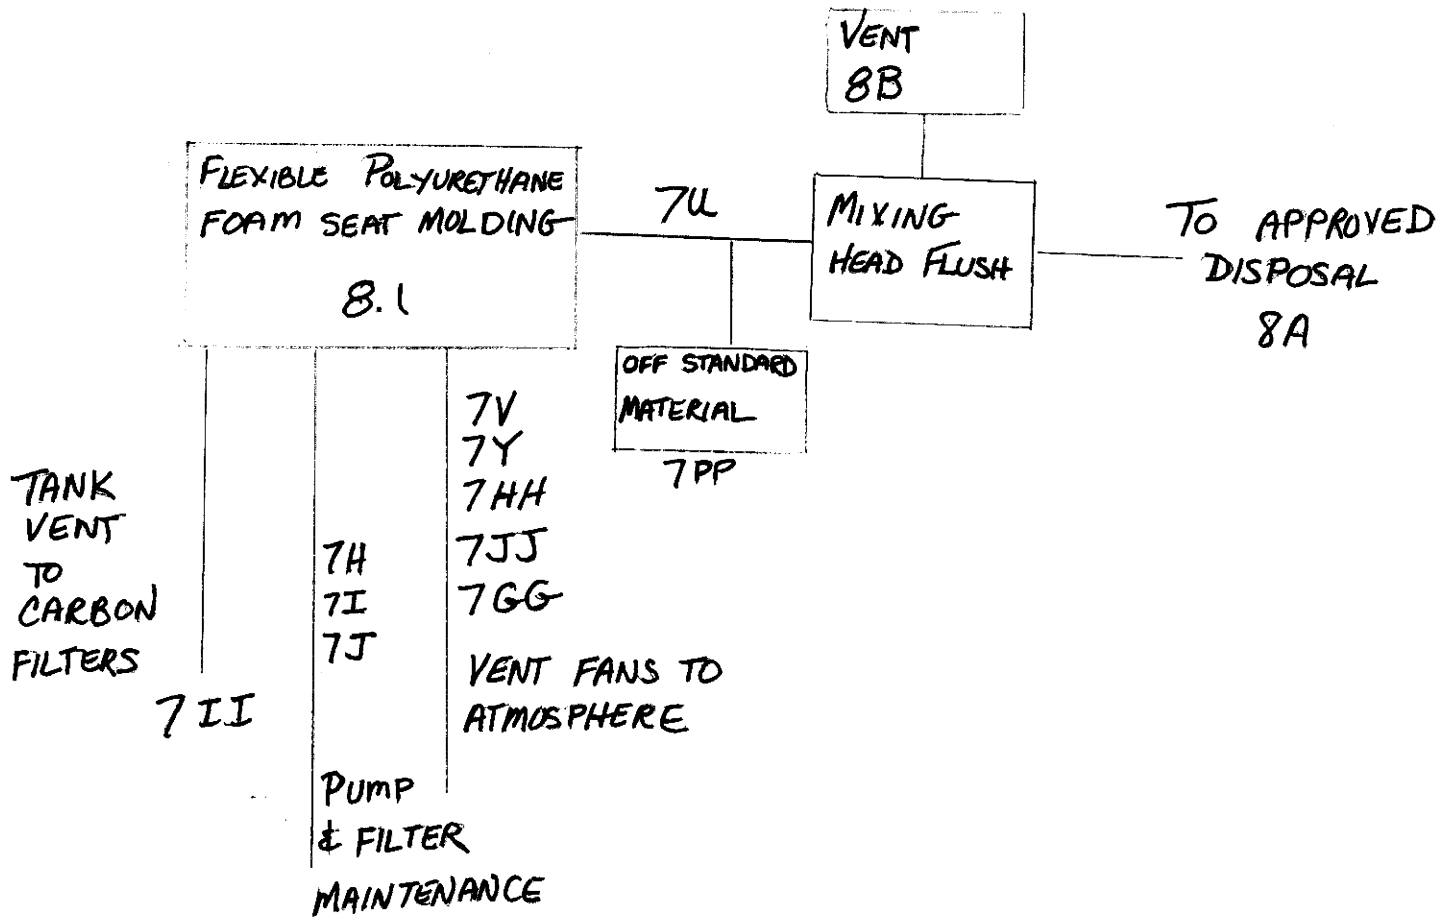 VENT
8B
FLEXIBLE POLYURETHANE
FOAM SEAT MOLDING
8.1
7U
MIXING
HEAD FLUSH
TO APPROVED
DISPOSAL
8A
OFF STANDARD
MATERIAL
7PP
TANK
VENT
TO
CARBON
FILTERS
7II
7H
7I
7J
7V
7Y
7HH
7JJ
7GG
VENT FANS TO
ATMOSPHERE
PUMP
& FILTER
MAINTENANCE